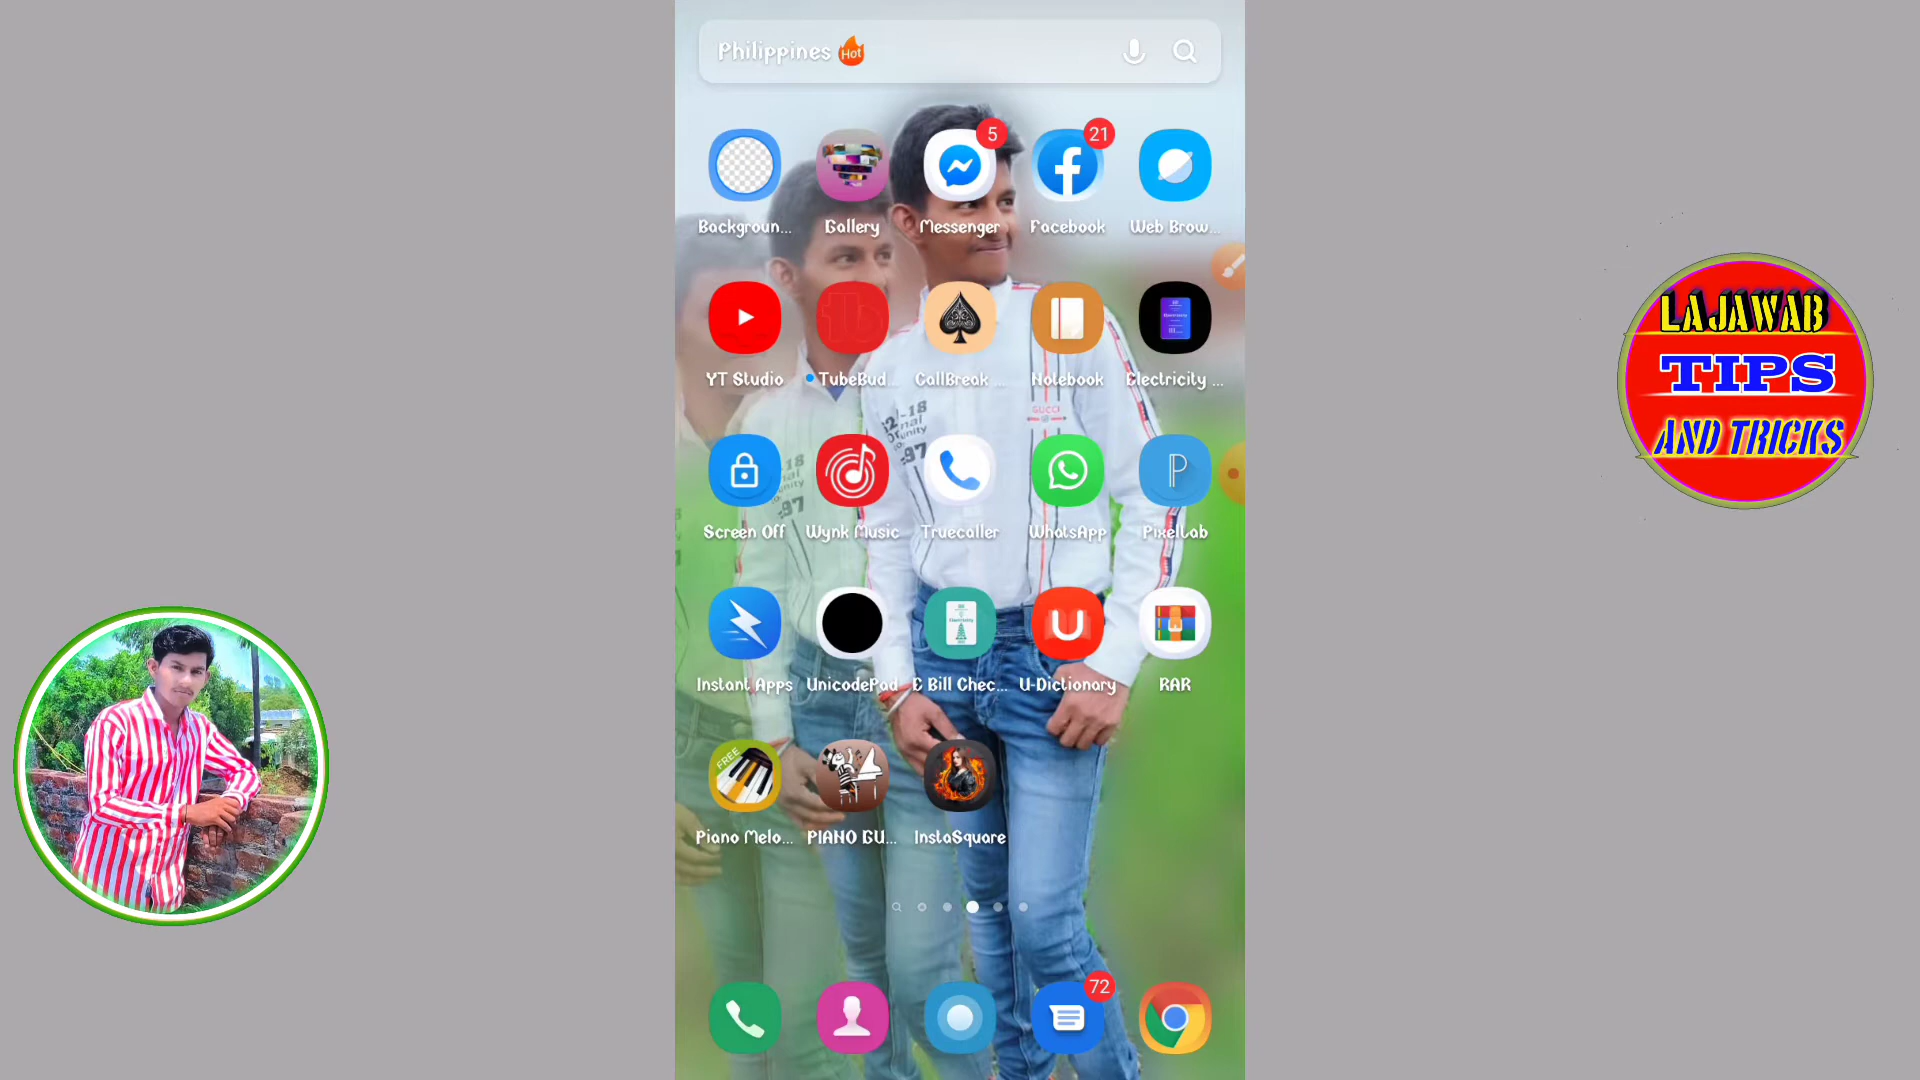 Philippines Hot
5
21
Backgroun...
Gallery
Messenger
Facebook
Web Brow...
YT Studio
TubeBud...
CallBreak ...
Notebook
Electricity ...
GUCCI
Screen Off
Wynk Music
Truecaller
WhatsApp
PixelLab
Instant Apps
UnicodePad
E Bill Chec...
U-Dictionary
RAR
FREE
Piano Melo...
PIANO GU...
InstaSquare
72
LAJAWAB
TIPS
AND TRICKS